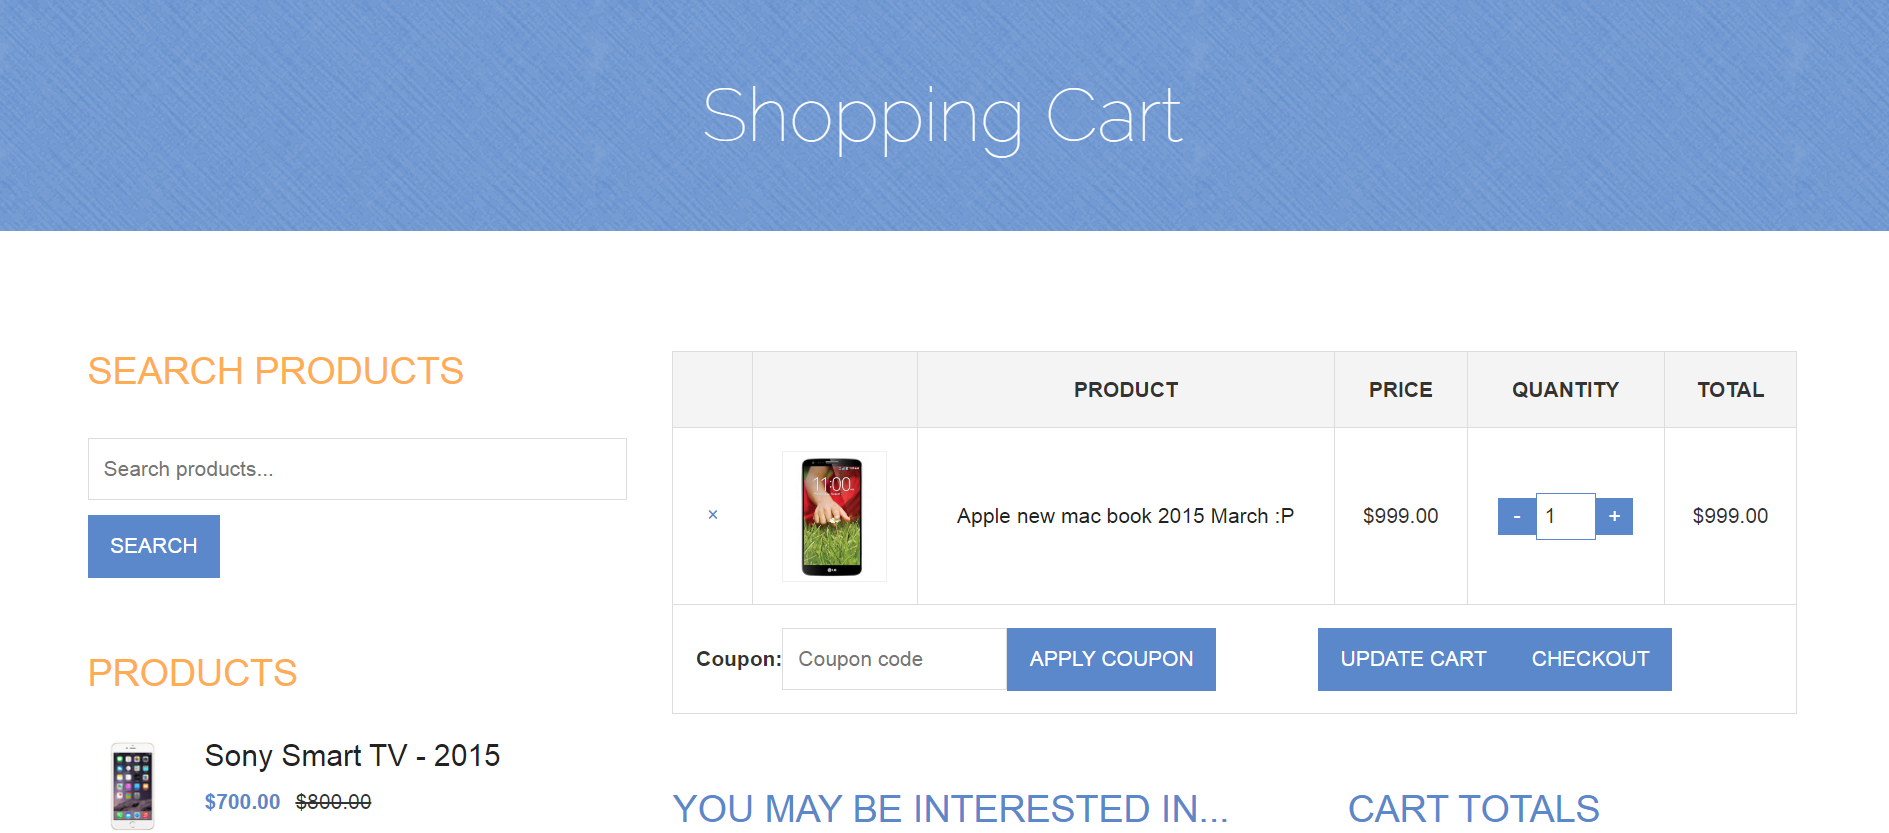 Shopping Cart
SEARCH PRODUCTS
Search products...
SEARCH
PRODUCTS
Sony Smart TV - 2015
$700.00 $800.00
PRODUCT PRICE QUANTITY TOTAL
× 11:00 LG Apple new mac book 2015 March :P $999.00 - 1 + $999.00
Coupon: Coupon code APPLY COUPON UPDATE CART CHECKOUT
YOU MAY BE INTERESTED IN...
CART TOTALS